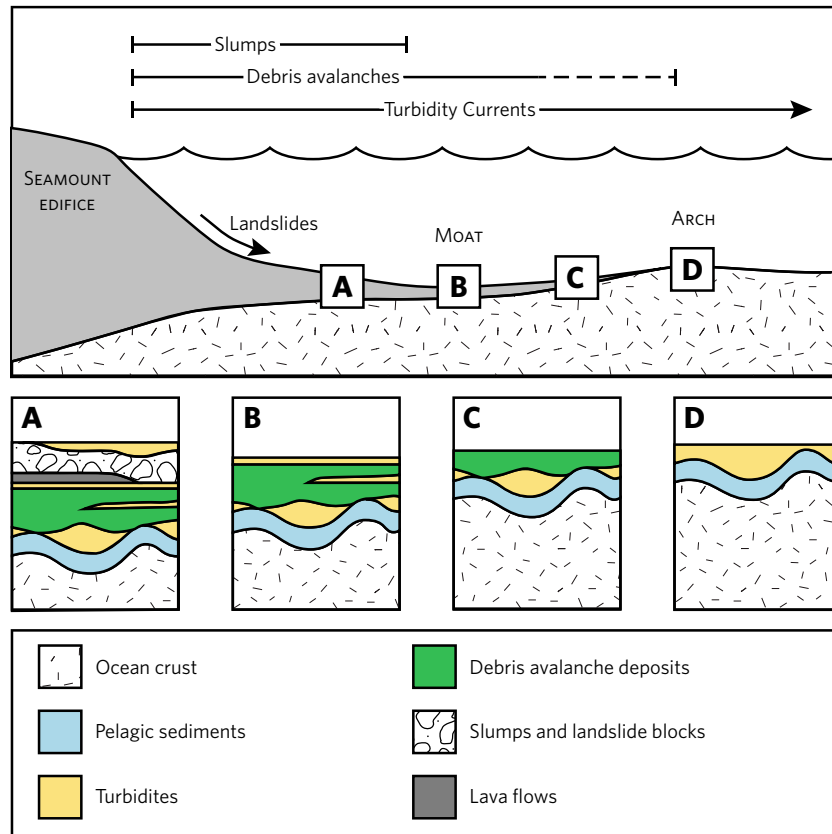 Slumps
Debris avalanches
Turbidity Currents
SEAMOUNT
EDIFICE
Landslides
MOAT
ARCH
A
B
C
D
A
B
C
D
Ocean crust
Debris avalanche deposits
Pelagic sediments
Slumps and landslide blocks
Turbidites
Lava flows